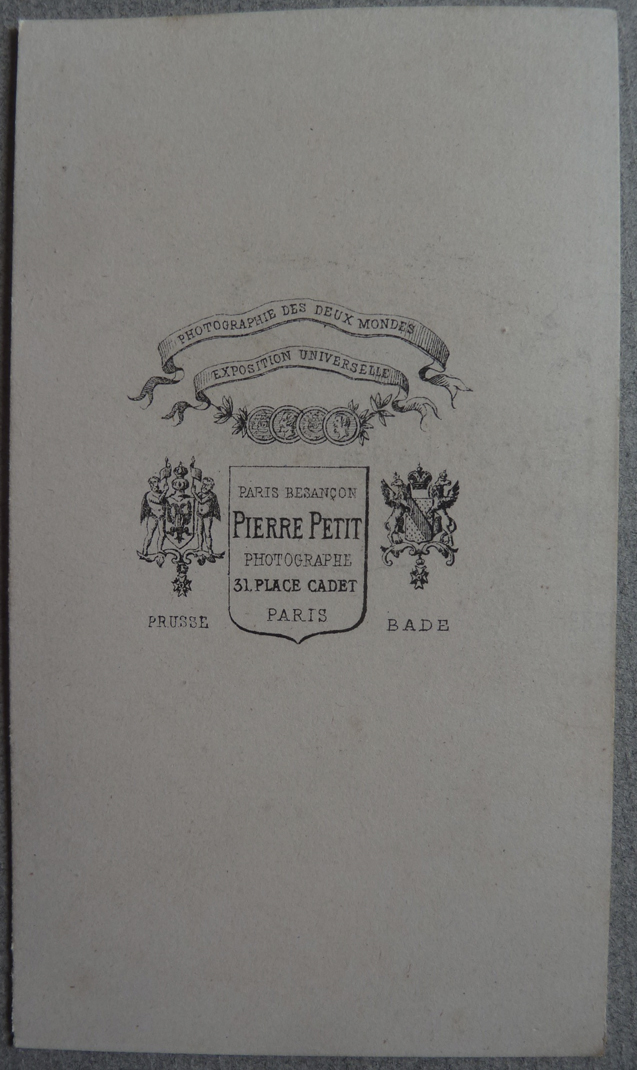 PHOTOGRAPHIE DES DEUX MONDES
EXPOSITION UNIVERSELLE
PARIS BESANÇON
PIERRE PETIT
PHOTOGRAPHE
31. PLACE CADET
PARIS
PRUSSE
BADE